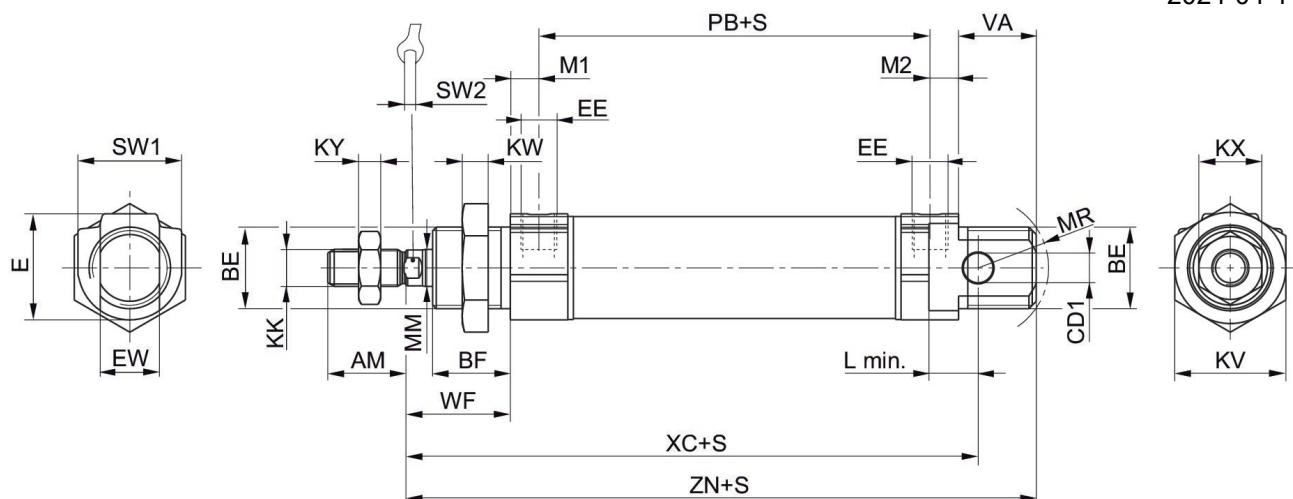 PB+S
VA
M1
M2
SW2
EE
SW1
KY
KW
EE
KX
MR
E
BE
BE
KK
MM
CD1
EW
AM
BF
L min.
KV
WF
XC+S
ZN+S